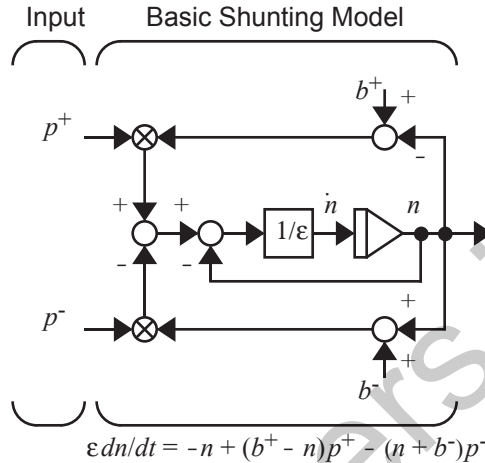 Input Basic Shunting Model
b⁺ +
p⁺
-
+ + ṅ n
1/ε
- -
+
p⁻
+
b⁻
ε dn/dt = -n + (b⁺ - n)p⁺ - (n + b⁻)p⁻